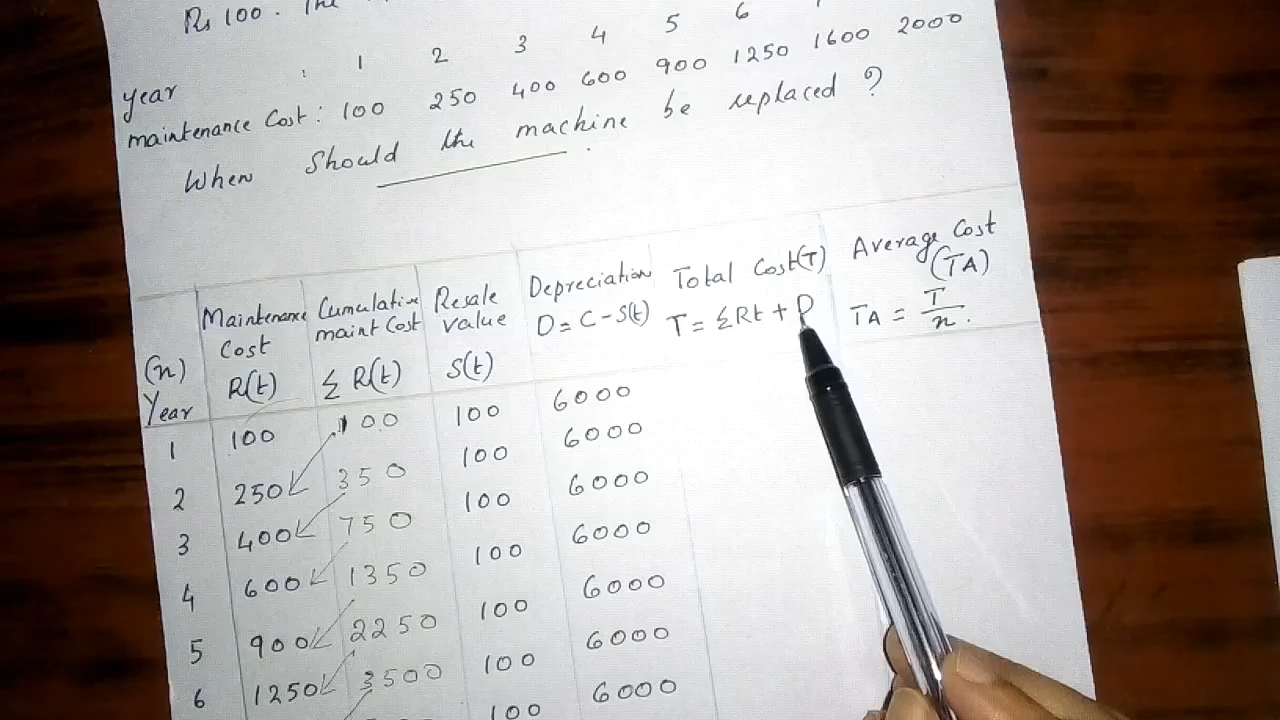 Rs 100. The
year : 1 2 3 4 5 6
maintenance Cost : 100 250 400 600 900 1250 1600 2000
When should the machine be replaced ?
(n) Year Maintenance Cost R(t) Cumulative maint Cost Σ R(t) Resale value S(t) Depreciation D = C - S(t) Total Cost (T) T = ΣRt + D Average Cost (TA) TA = T/n.
1 100 100 100 6000
2 250 350 100 6000
3 400 750 100 6000
4 600 1350 100 6000
5 900 2250 100 6000
6 1250 3500 100 6000
100 6000